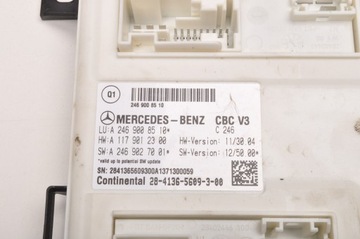 Q1
246 900 85 10
MERCEDES-BENZ CBC V3
LU:A 246 900 85 10* C 246
HW:A 117 901 23 00 HW-Version: 11/30.04
SW:A 246 902 70 01* SW-Version: 12/50.00*
*valid up to potential SW update
SN: 2841365609300A1371300059
Continental 28-4136-5609-3-00